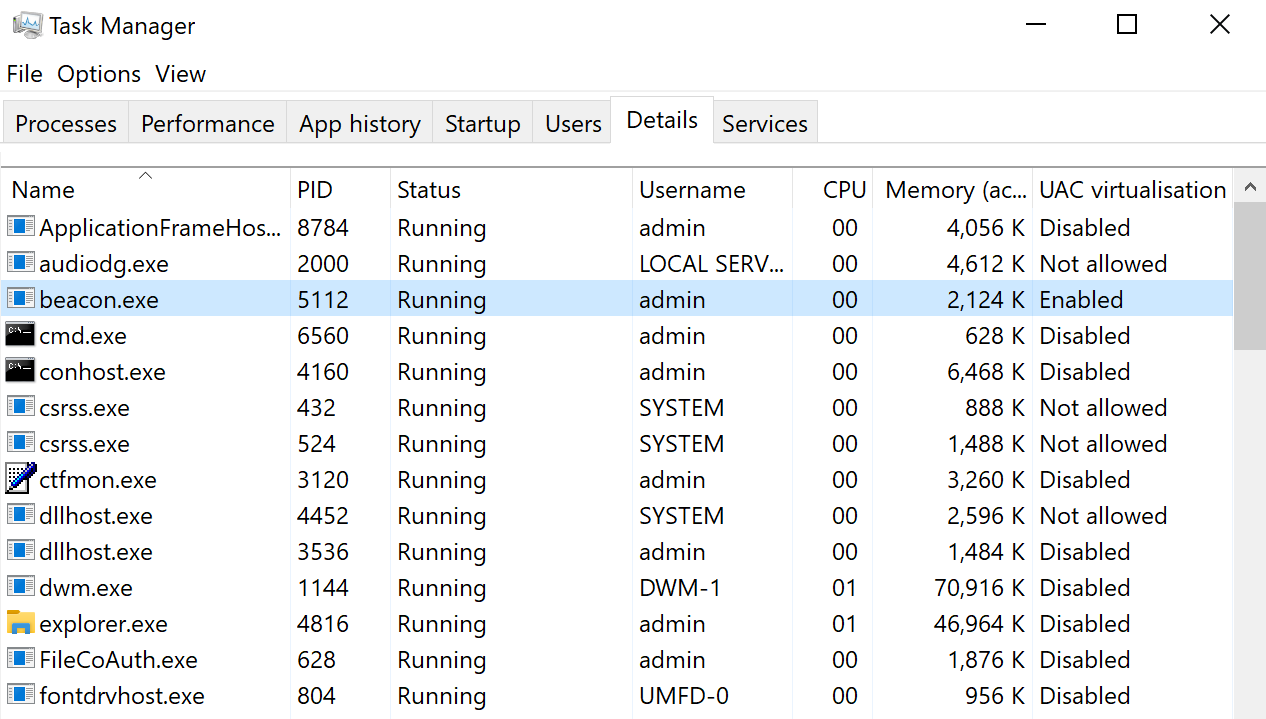 Task Manager
File Options View
Processes Performance App history Startup Users Details Services
Name PID Status Username CPU Memory (ac... UAC virtualisation
ApplicationFrameHos... 8784 Running admin 00 4,056 K Disabled
audiodg.exe 2000 Running LOCAL SERV... 00 4,612 K Not allowed
beacon.exe 5112 Running admin 00 2,124 K Enabled
cmd.exe 6560 Running admin 00 628 K Disabled
conhost.exe 4160 Running admin 00 6,468 K Disabled
csrss.exe 432 Running SYSTEM 00 888 K Not allowed
csrss.exe 524 Running SYSTEM 00 1,488 K Not allowed
ctfmon.exe 3120 Running admin 00 3,260 K Disabled
dllhost.exe 4452 Running SYSTEM 00 2,596 K Not allowed
dllhost.exe 3536 Running admin 00 1,484 K Disabled
dwm.exe 1144 Running DWM-1 01 70,916 K Disabled
explorer.exe 4816 Running admin 01 46,964 K Disabled
FileCoAuth.exe 628 Running admin 00 1,876 K Disabled
fontdrvhost.exe 804 Running UMFD-0 00 956 K Disabled